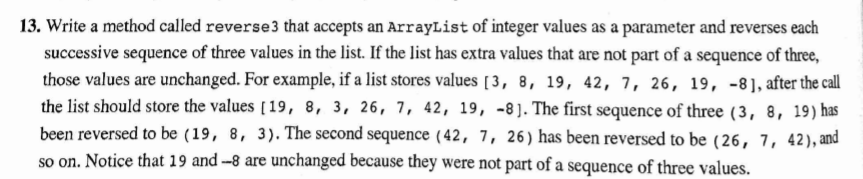 13. Write a method called reverse3 that accepts an ArrayList of integer values as a parameter and reverses each
successive sequence of three values in the list. If the list has extra values that are not part of a sequence of three,
those values are unchanged. For example, if a list stores values [3, 8, 19, 42, 7, 26, 19, -8], after the call
the list should store the values [19, 8, 3, 26, 7, 42, 19, -8]. The first sequence of three (3, 8, 19) has
been reversed to be (19, 8, 3). The second sequence (42, 7, 26) has been reversed to be (26, 7, 42), and
so on. Notice that 19 and –8 are unchanged because they were not part of a sequence of three values.